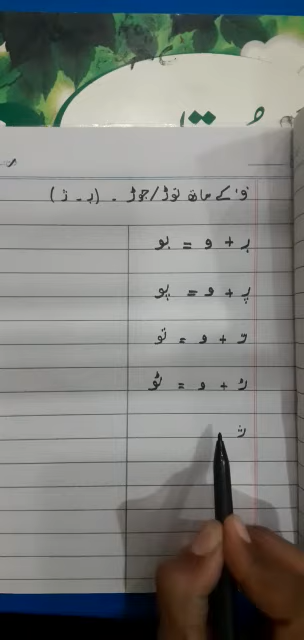 'و' کے ساتھ توڑ/جوڑ ۔ (ب ۔ ژ)
ب + و = بو
پ + و = پو
ت + و = تو
ٹ + و = ٹو
ث